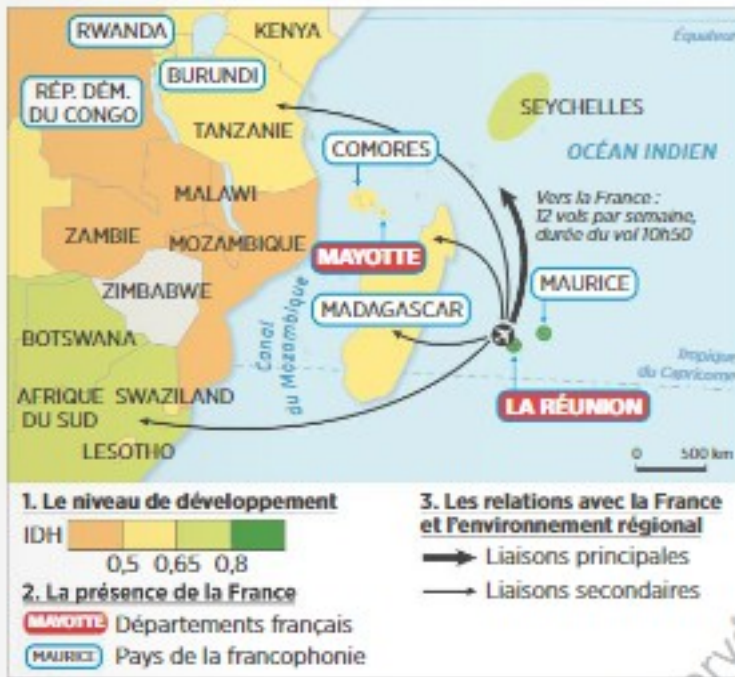 RWANDA
KENYA
Équateur
BURUNDI
RÉP. DÉM.
DU CONGO
SEYCHELLES
TANZANIE
COMORES
OCÉAN INDIEN
MALAWI
Vers la France :
12 vols par semaine,
durée du vol 10h50
ZAMBIE
MOZAMBIQUE
MAYOTTE
MAURICE
ZIMBABWE
MADAGASCAR
BOTSWANA
Canal
du Mozambique
Tropique
du Capricorne
AFRIQUE
DU SUD
SWAZILAND
LA RÉUNION
LESOTHO
0 500 km
1. Le niveau de développement
IDH
0,5 0,65 0,8
2. La présence de la France
MAYOTTE Départements français
MAURICE Pays de la francophonie
3. Les relations avec la France
et l'environnement régional
Liaisons principales
Liaisons secondaires